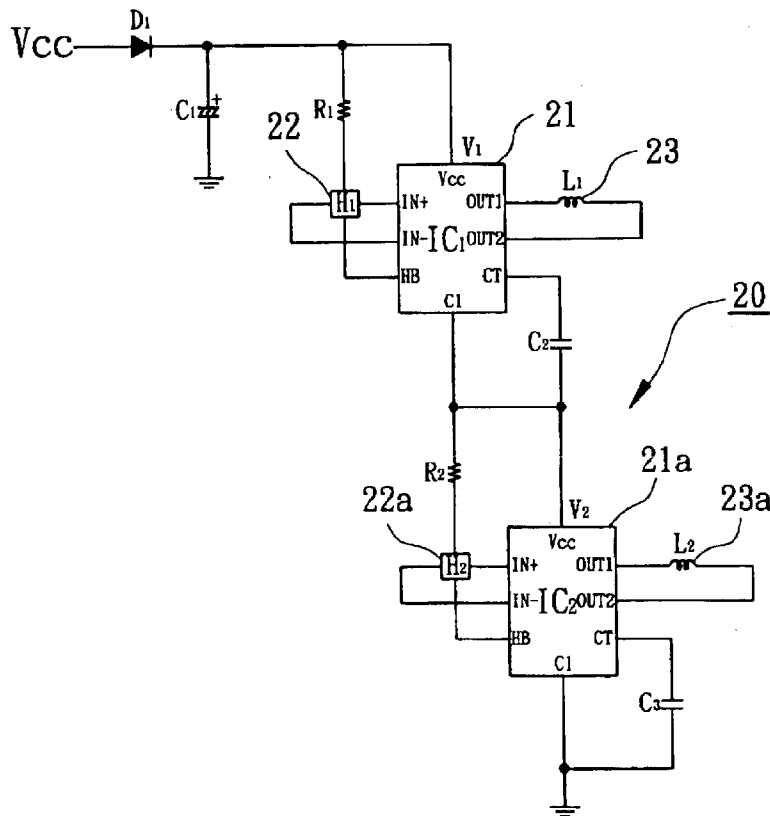 Vcc
D1
C1
+
R1
22
H1
V1
21
Vcc
IN+
OUT1
IN-
IC1
OUT2
HB
CT
C1
L1
23
C2
20
R2
22a
H2
V2
21a
Vcc
IN+
OUT1
IN-
IC2
OUT2
HB
CT
C1
L2
23a
C3